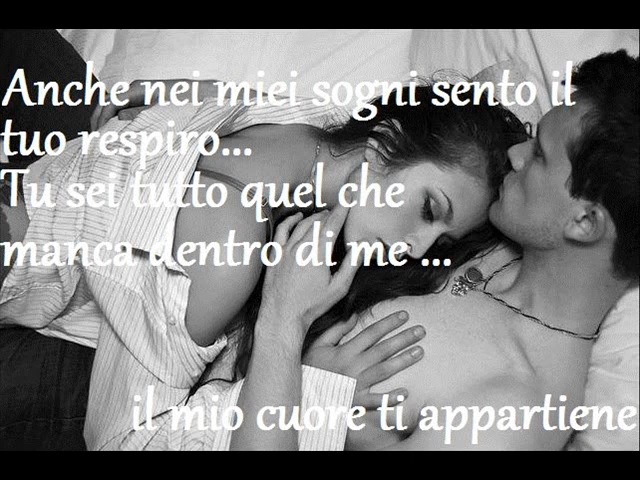 Anche nei miei sogni sento il
tuo respiro...
Tu sei tutto quel che
manca dentro di me ...
il mio cuore ti appartiene